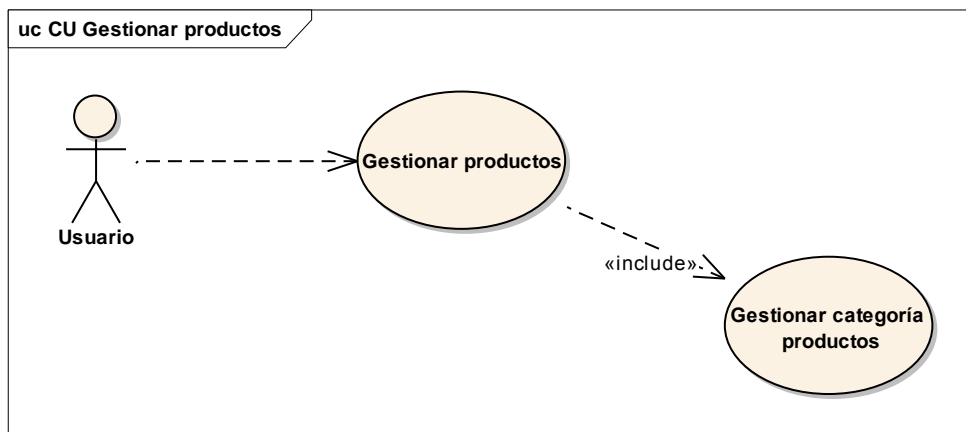 uc CU Gestionar productos
Usuario
Gestionar productos
«include»
Gestionar categoría
productos